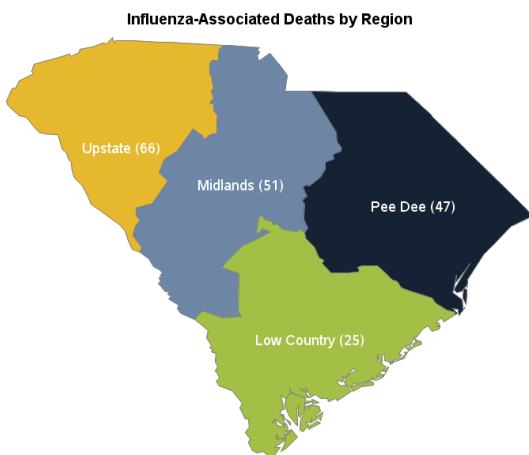 Influenza-Associated Deaths by Region
Upstate (66)
Midlands (51)
Pee Dee (47)
Low Country (25)